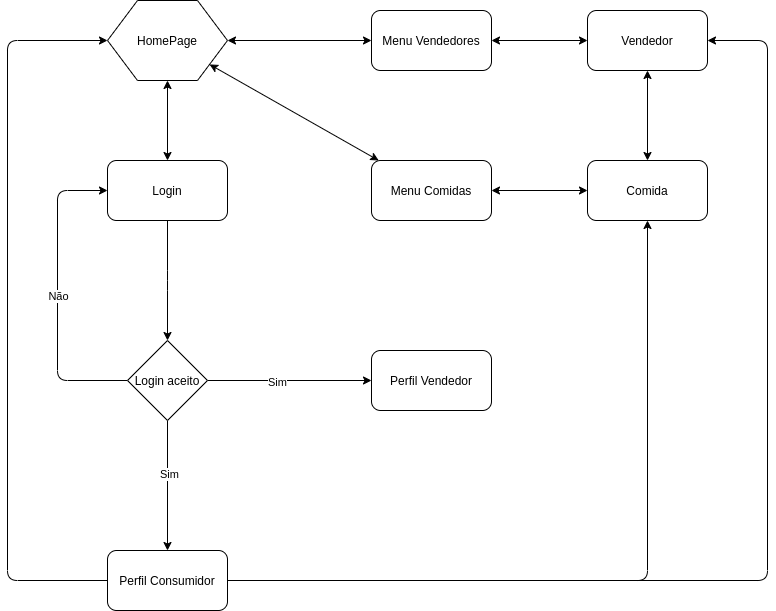 HomePage
Menu Vendedores
Vendedor
Login
Menu Comidas
Comida
Não
Login aceito
Sim
Perfil Vendedor
Sim
Perfil Consumidor